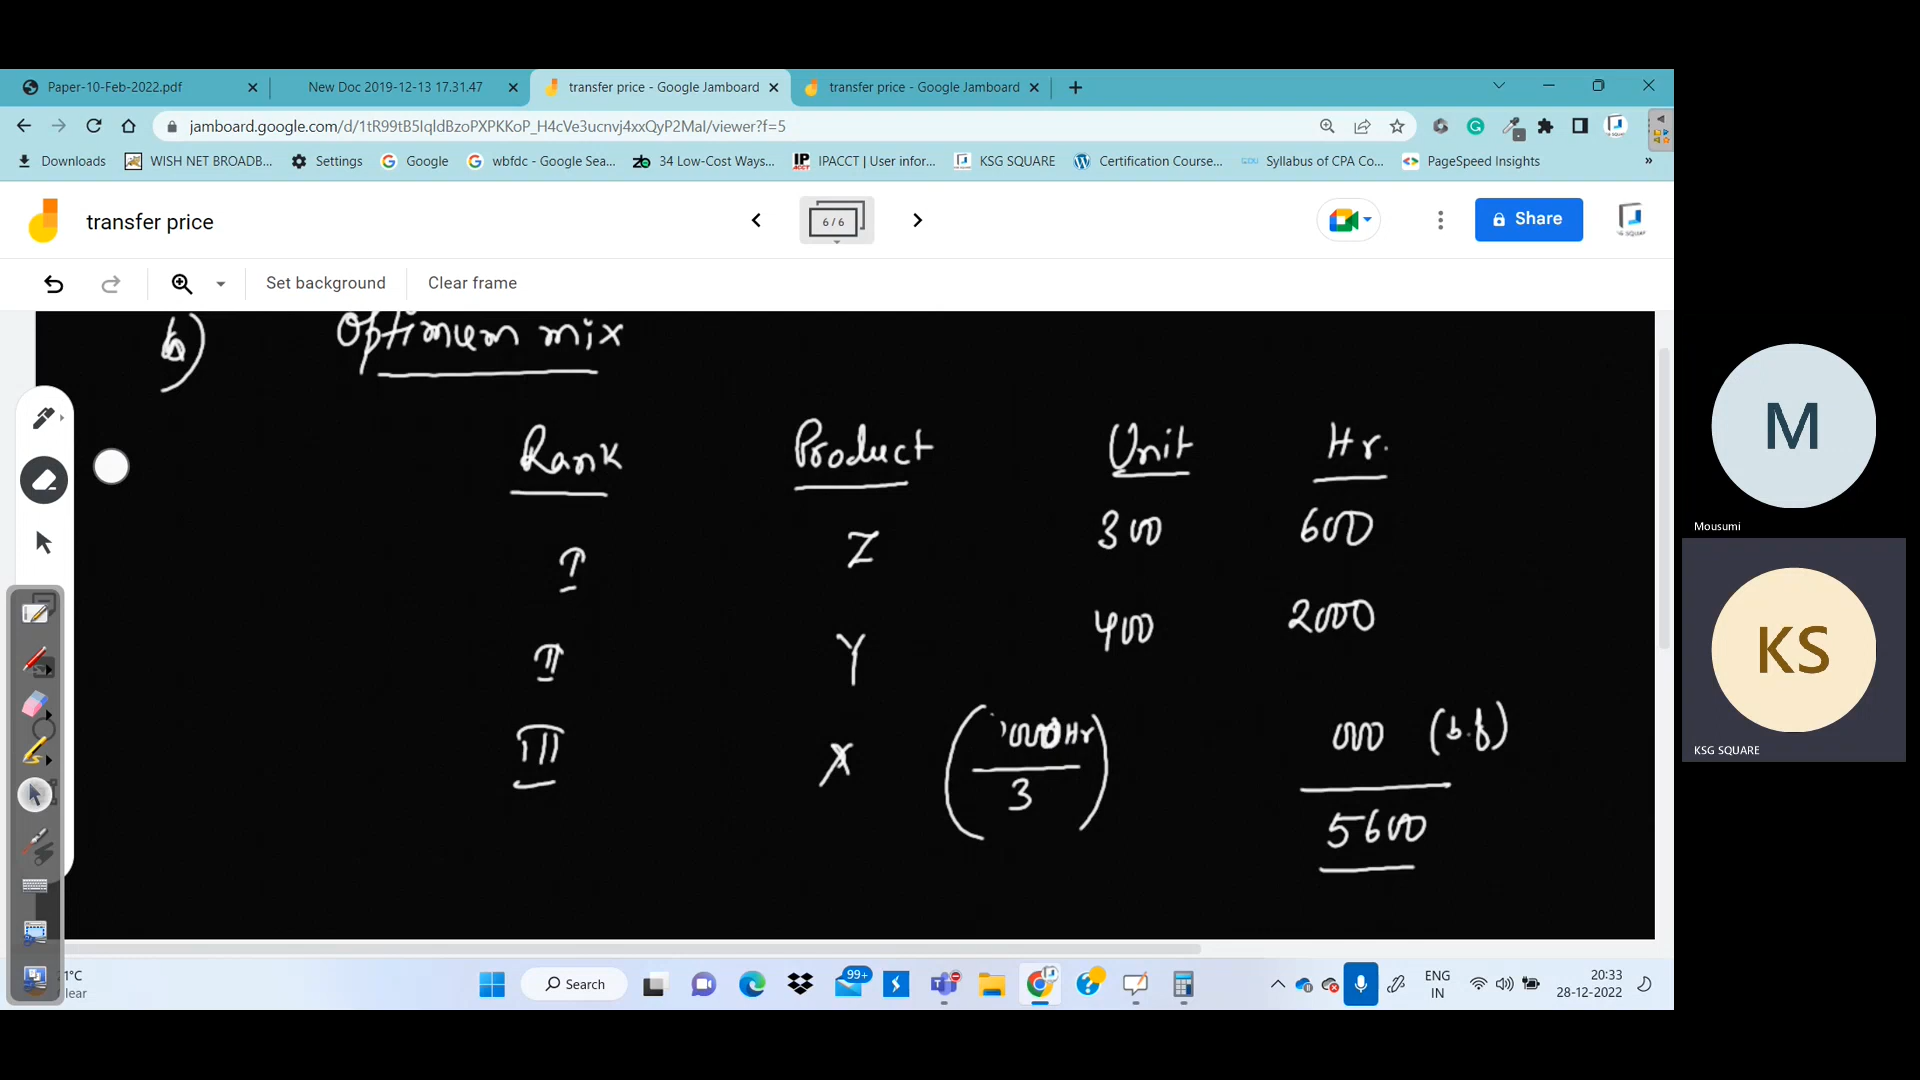 Paper-10-Feb-2022.pdf
New Doc 2019-12-13 17.31.47
transfer price - Google Jamboard
transfer price - Google Jamboard
jamboard.google.com/d/1tR99tB5IqldBzoPXPKKoP_H4cVe3ucnvj4xxQyP2MaI/viewer?f=5
Downloads
WISH NET BROADB...
Settings
Google
wbfdc - Google Sea...
34 Low-Cost Ways...
IPACCT | User infor...
KSG SQUARE
Certification Course...
Syllabus of CPA Co...
PageSpeed Insights
transfer price
6 / 6
Share
Set background
Clear frame
b) Optimum mix
Rank Product Unit Hr.
I Z 300 600
II Y 400 2000
III X (000 Hr / 3) 000 (b.f)
5600
M
Mousumi
KS
KSG SQUARE
Search
99+
ENG
IN
20:33
28-12-2022